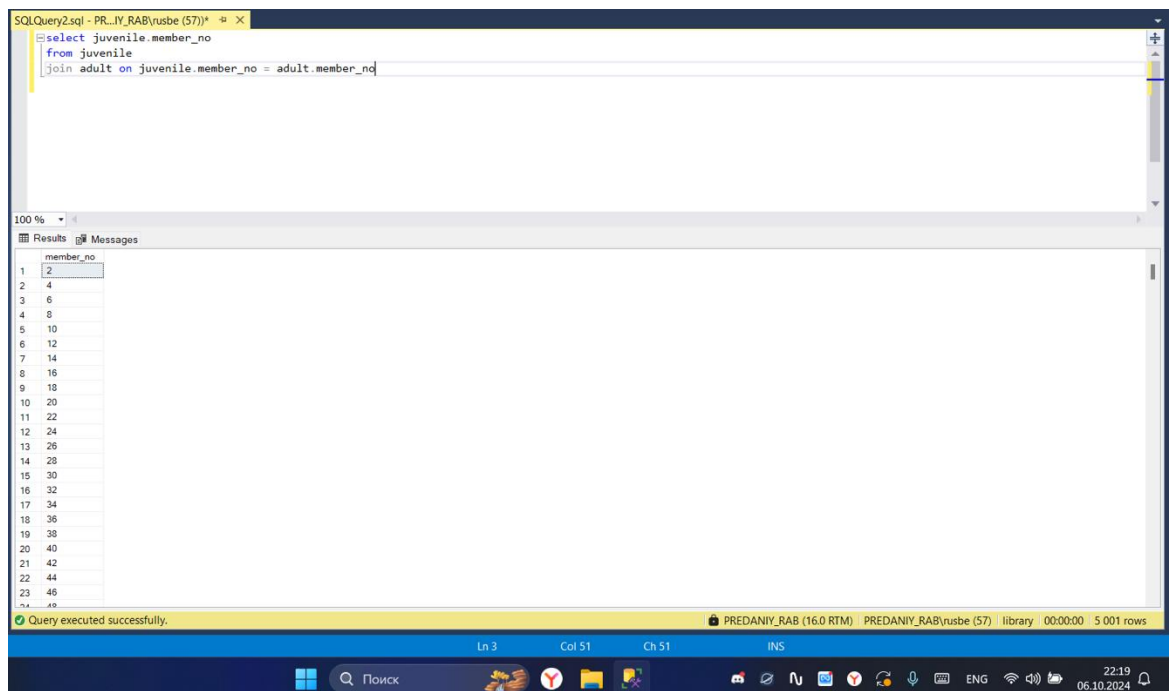 SQLQuery2.sql - PR...IY_RAB\rusbe (57))*
select juvenile.member_no
from juvenile
join adult on juvenile.member_no = adult.member_no
100 %
Results Messages
member_no
1 2
2 4
3 6
4 8
5 10
6 12
7 14
8 16
9 18
10 20
11 22
12 24
13 26
14 28
15 30
16 32
17 34
18 36
19 38
20 40
21 42
22 44
23 46
24 48
Query executed successfully. PREDANIY_RAB (16.0 RTM) PREDANIY_RAB\rusbe (57) library 00:00:00 5 001 rows
Ln 3 Col 51 Ch 51 INS
Поиск ENG 22:19
06.10.2024